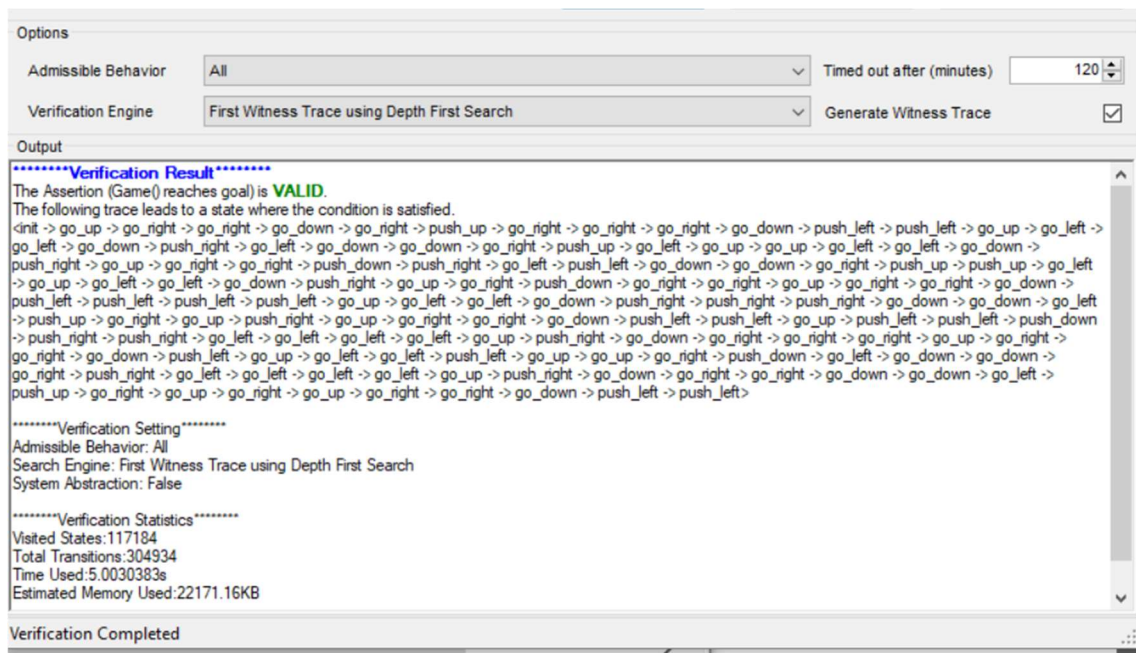 Options
Admissible Behavior All Timed out after (minutes) 120
Verification Engine First Witness Trace using Depth First Search Generate Witness Trace
Output
********Verification Result********
The Assertion (Game() reaches goal) is VALID.
The following trace leads to a state where the condition is satisfied.
<init -> go_up -> go_right -> go_right -> go_down -> go_right -> push_up -> go_right -> go_right -> go_right -> go_down -> push_left -> push_left -> go_up -> go_left ->
go_left -> go_down -> push_right -> go_left -> go_down -> go_down -> go_right -> push_up -> go_left -> go_up -> go_up -> go_left -> go_left -> go_down ->
push_right -> go_up -> go_right -> go_right -> push_down -> push_right -> go_left -> push_left -> go_down -> go_down -> go_right -> push_up -> push_up -> go_left
-> go_up -> go_left -> go_left -> go_down -> push_right -> go_up -> go_right -> push_down -> go_right -> go_right -> go_up -> go_right -> go_right -> go_down ->
push_left -> push_left -> push_left -> push_left -> go_up -> go_left -> go_left -> go_down -> push_right -> push_right -> push_right -> go_down -> go_down -> go_left
-> push_up -> go_right -> go_up -> push_right -> go_up -> go_right -> go_right -> go_down -> push_left -> push_left -> go_up -> push_left -> push_left -> push_down
-> push_right -> push_right -> go_left -> go_left -> go_left -> go_left -> go_up -> push_right -> go_down -> go_right -> go_right -> go_right -> go_up -> go_right ->
go_right -> go_down -> push_left -> go_up -> go_left -> go_left -> push_left -> go_up -> go_up -> go_right -> push_down -> go_left -> go_down -> go_down ->
go_right -> push_right -> go_left -> go_left -> go_left -> go_left -> go_up -> push_right -> go_down -> go_right -> go_right -> go_down -> go_down -> go_left ->
push_up -> go_right -> go_up -> go_right -> go_up -> go_right -> go_right -> go_down -> push_left -> push_left>
********Verification Setting********
Admissible Behavior: All
Search Engine: First Witness Trace using Depth First Search
System Abstraction: False
********Verification Statistics********
Visited States:117184
Total Transitions:304934
Time Used:5.0030383s
Estimated Memory Used:22171.16KB
Verification Completed